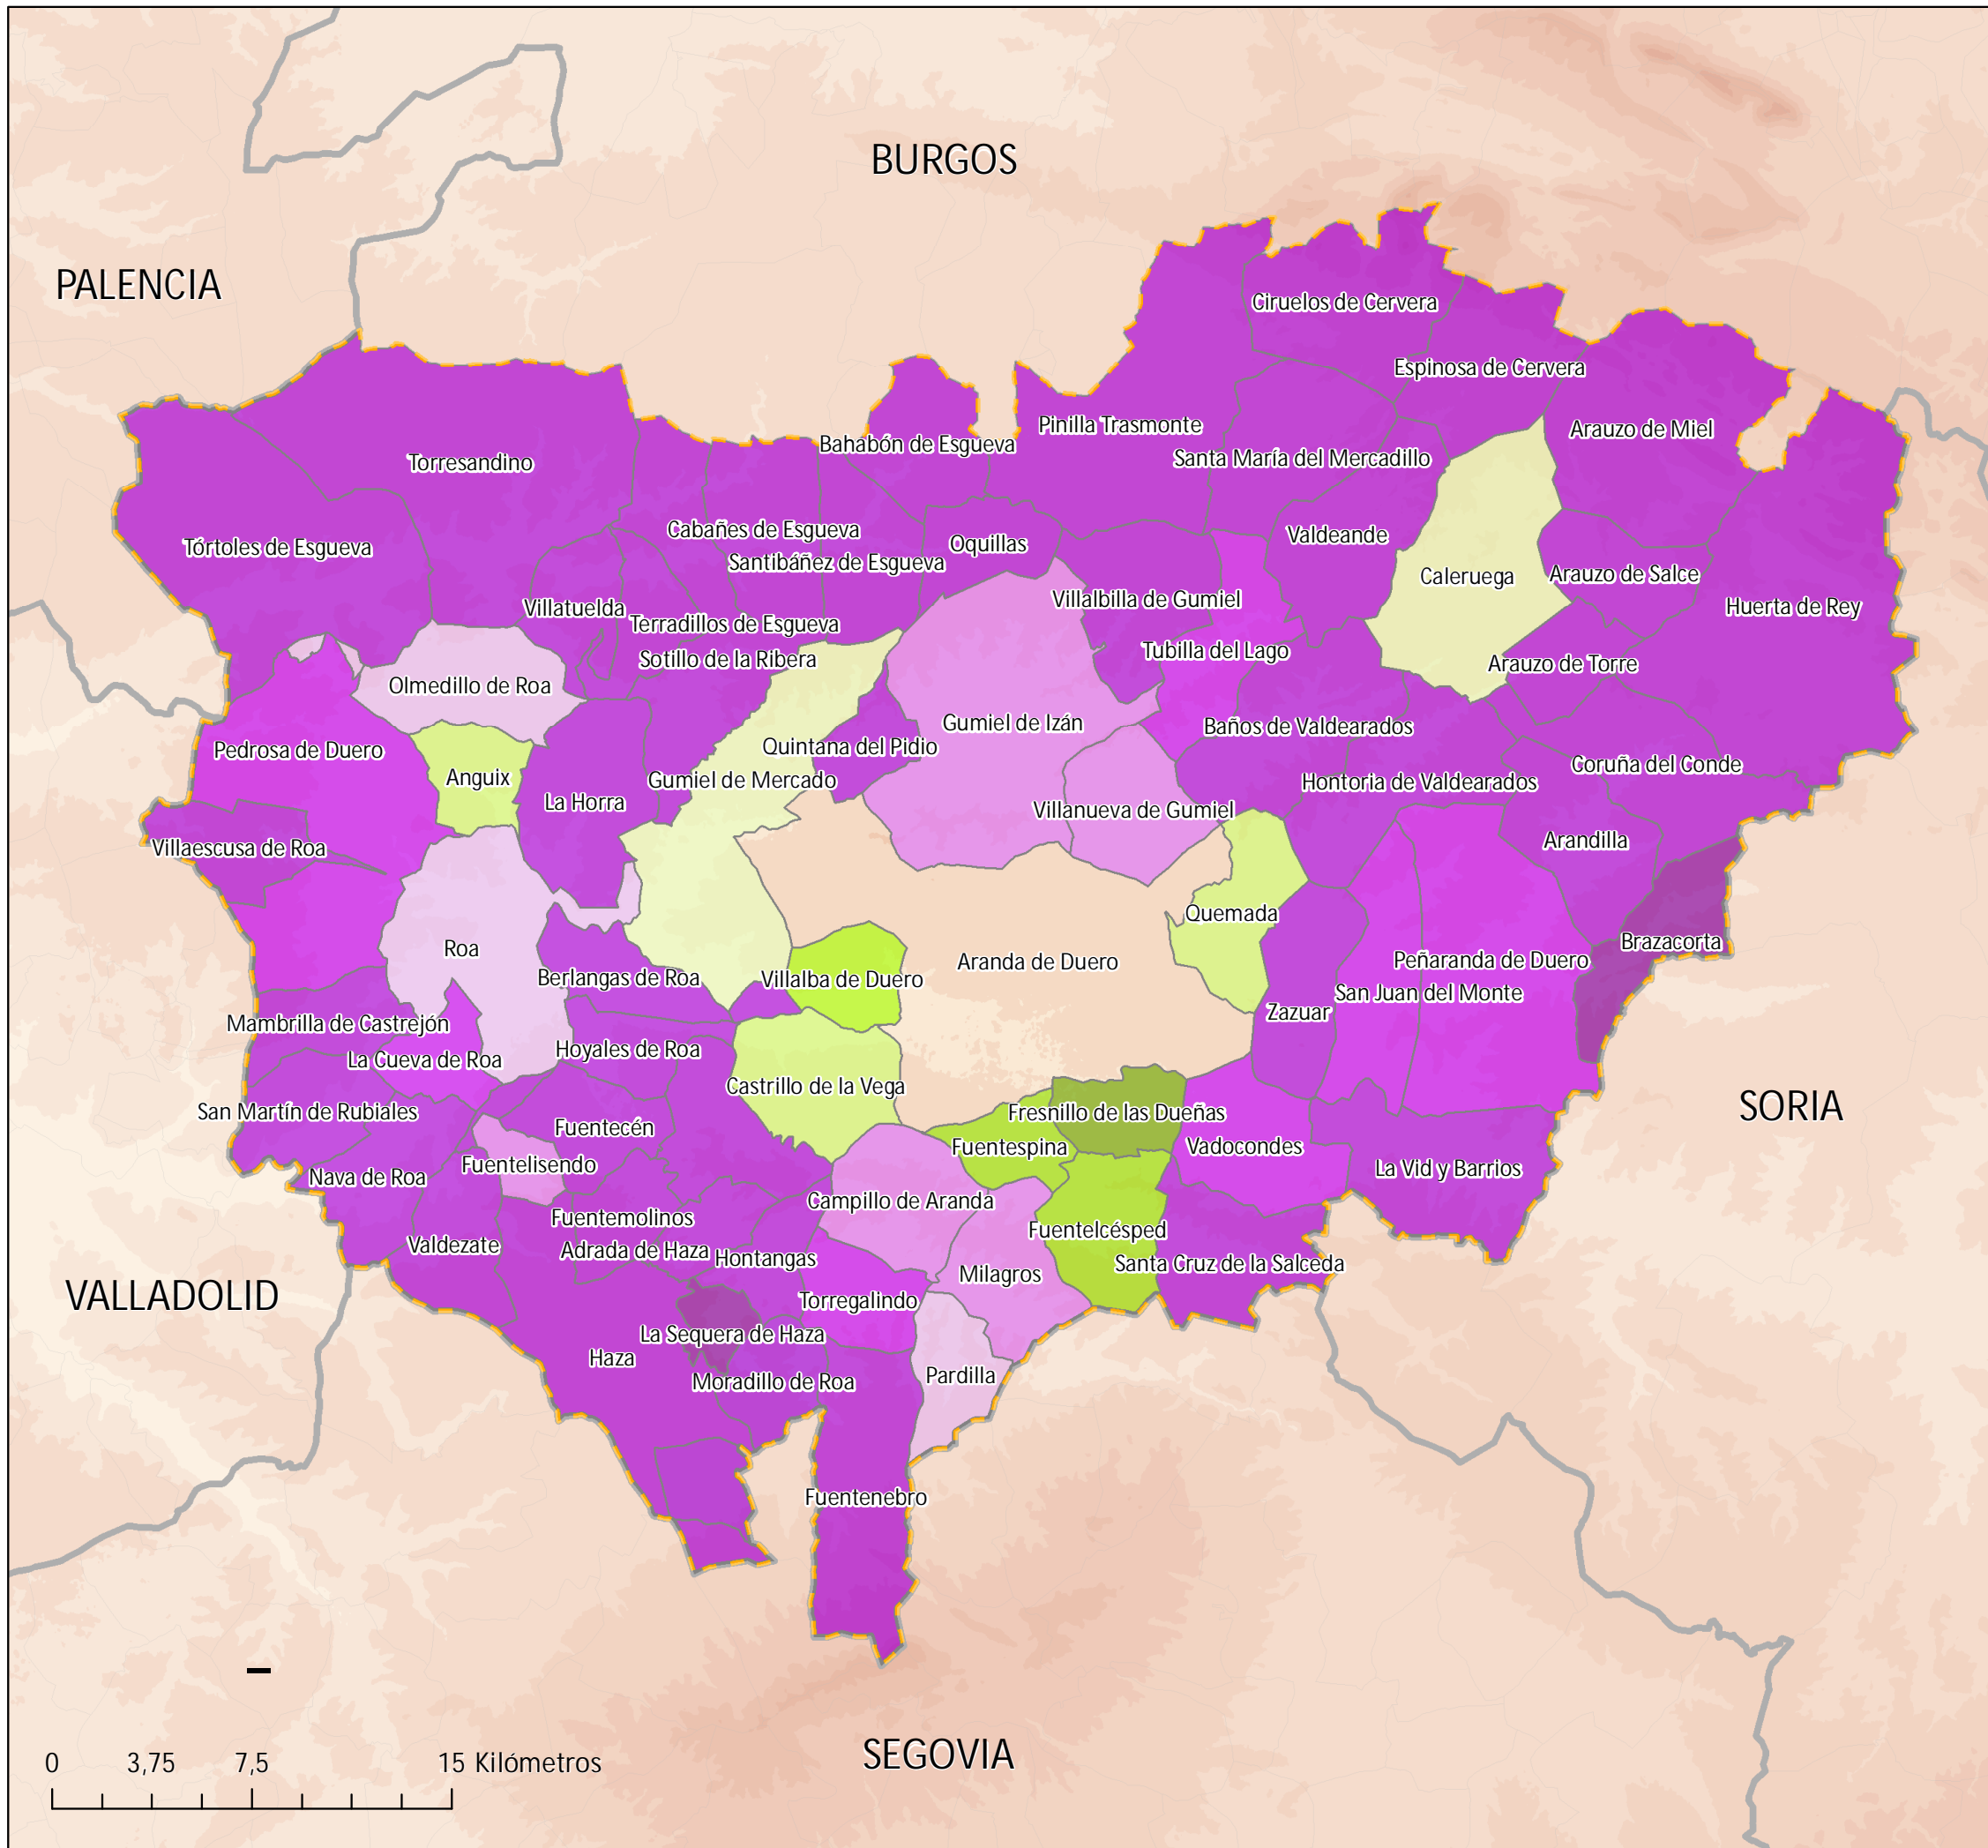 BURGOS
PALENCIA
Ciruelos de Cervera
Espinosa de Cervera
Pinilla Trasmonte
Arauzo de Miel
Bahabón de Esgueva
Santa María del Mercadillo
Torresandino
Cabañes de Esgueva
Valdeande
Oquillas
Tórtoles de Esgueva
Santibáñez de Esgueva
Caleruega
Arauzo de Salce
Villalbilla de Gumiel
Huerta de Rey
Villatuelda
Terradillos de Esgueva
Tubilla del Lago
Sotillo de la Ribera
Arauzo de Torre
Olmedillo de Roa
Gumiel de Izán
Baños de Valdearados
Pedrosa de Duero
Quintana del Pidio
Coruña del Conde
Anguix
Gumiel de Mercado
Hontoria de Valdearados
La Horra
Villanueva de Gumiel
Arandilla
Villaescusa de Roa
Quemada
Brazacorta
Roa
Aranda de Duero
Peñaranda de Duero
Berlangas de Roa
Villalba de Duero
San Juan del Monte
Zazuar
Mambrilla de Castrejón
Hoyales de Roa
La Cueva de Roa
Castrillo de la Vega
SORIA
San Martín de Rubiales
Fresnillo de las Dueñas
Fuentecén
Fuentespina
Vadocondes
Fuentelisendo
La Vid y Barrios
Nava de Roa
Campillo de Aranda
Fuentemolinos
Fuentelcésped
Valdezate
Adrada de Haza
Hontangas
Santa Cruz de la Salceda
Milagros
VALLADOLID
Torregalindo
La Sequera de Haza
Haza
Pardilla
Moradillo de Roa
Fuentenebro
SEGOVIA
0 3,75 7,5 15 Kilómetros